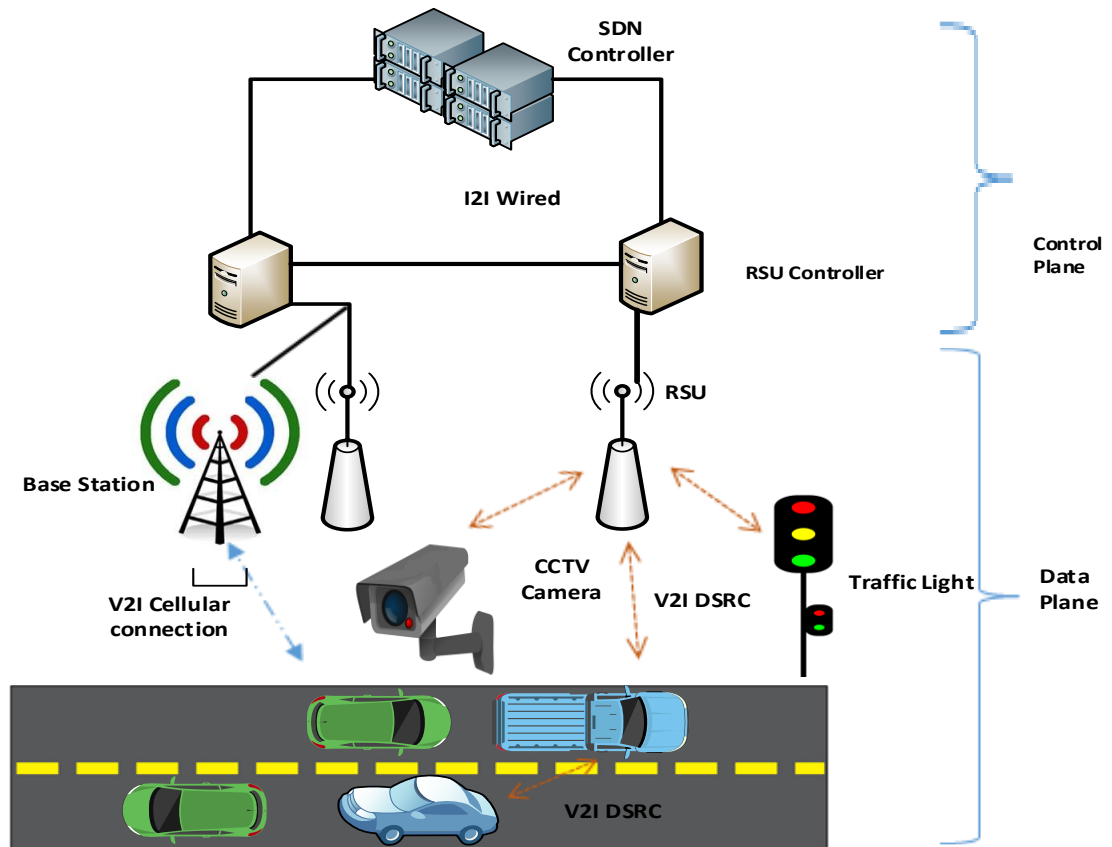 SDN
Controller
I2I Wired
RSU Controller
Control
Plane
RSU
Base Station
CCTV
Camera
V2I DSRC
Traffic Light
Data
Plane
V2I Cellular
connection
V2I DSRC